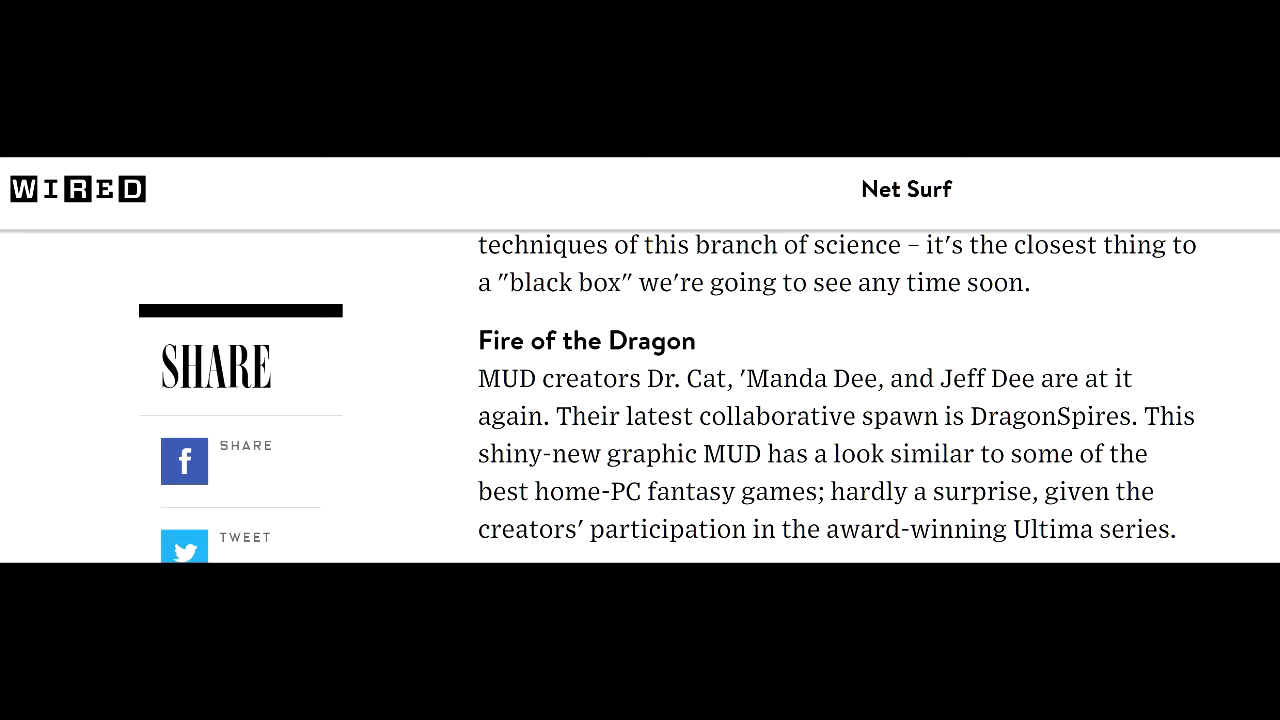 WIRED
Net Surf
techniques of this branch of science – it's the closest thing to
a "black box" we're going to see any time soon.
SHARE
SHARE
TWEET
Fire of the Dragon
MUD creators Dr. Cat, 'Manda Dee, and Jeff Dee are at it
again. Their latest collaborative spawn is DragonSpires. This
shiny-new graphic MUD has a look similar to some of the
best home-PC fantasy games; hardly a surprise, given the
creators' participation in the award-winning Ultima series.